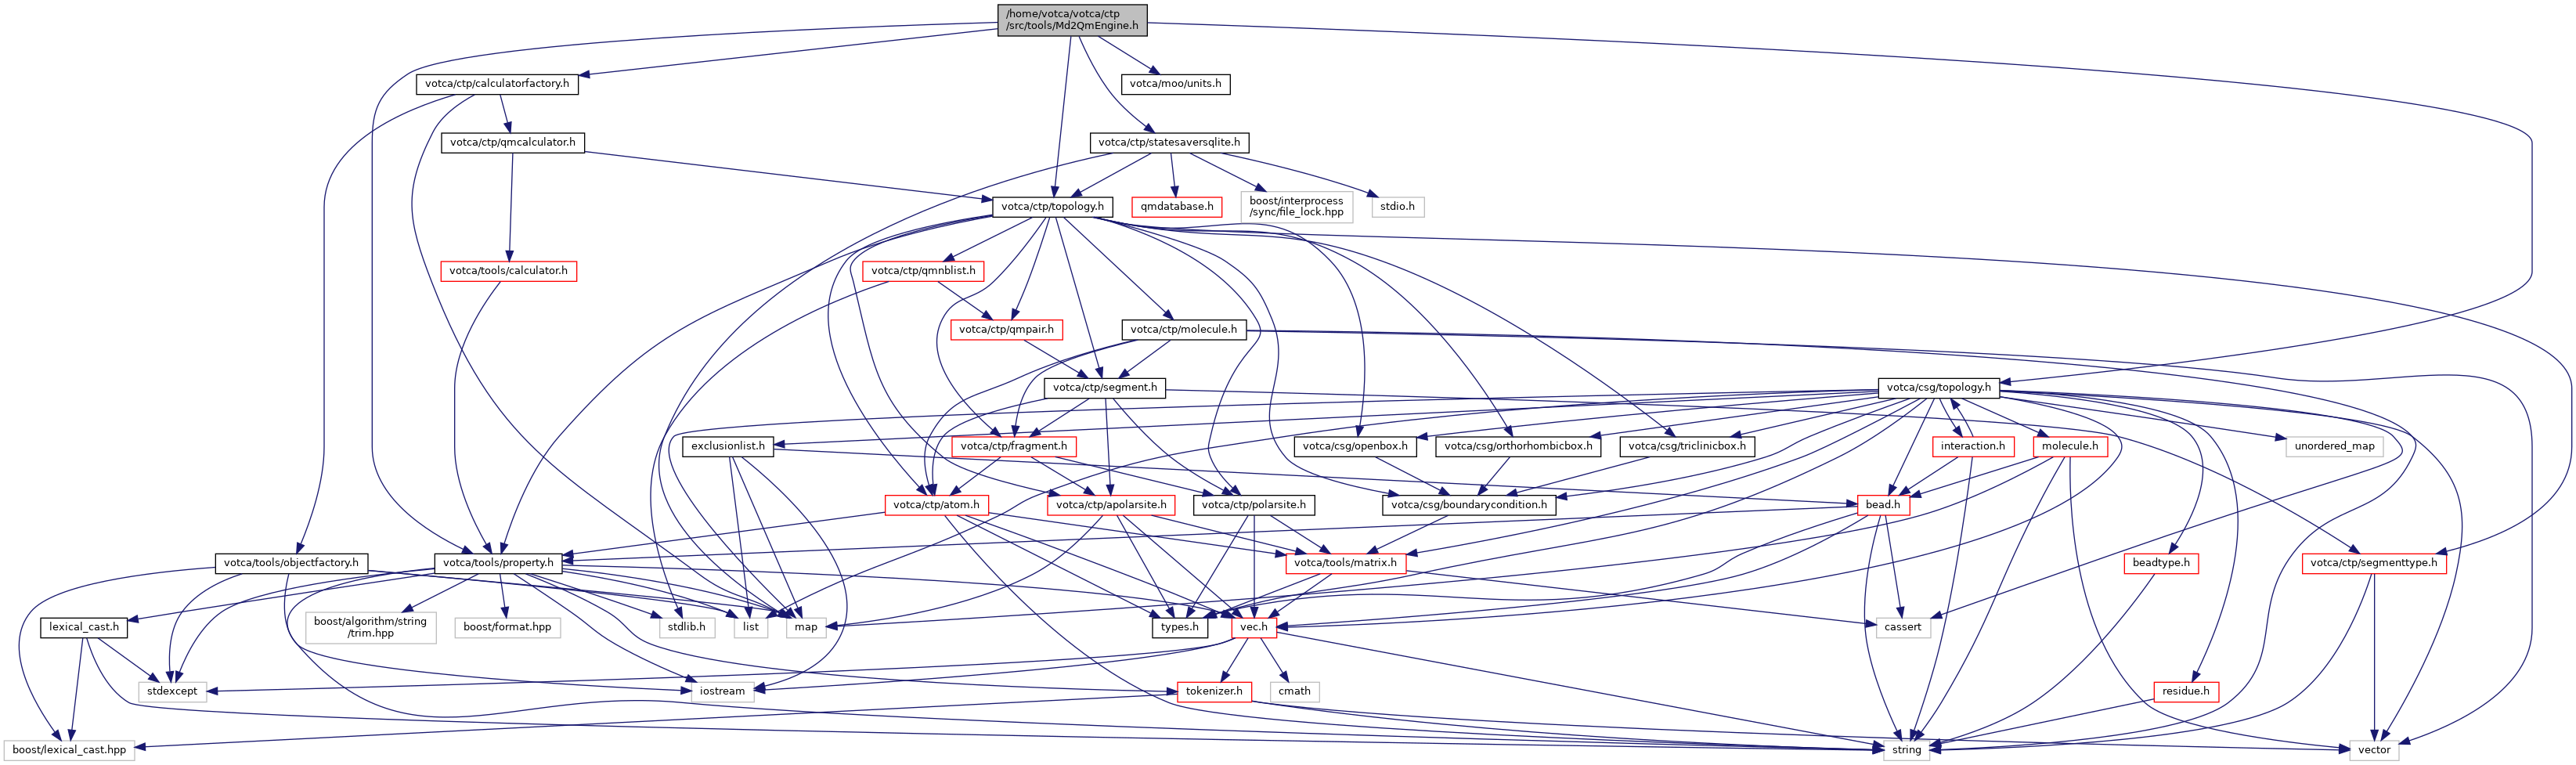 /home/votca/votca/ctp
/src/tools/Md2QmEngine.h
votca/ctp/calculatorfactory.h
votca/moo/units.h
votca/ctp/qmcalculator.h
votca/ctp/statesaversqlite.h
votca/ctp/topology.h
qmdatabase.h
boost/interprocess
/sync/file_lock.hpp
stdio.h
votca/tools/calculator.h
votca/ctp/qmnblist.h
votca/ctp/qmpair.h
votca/ctp/molecule.h
votca/ctp/segment.h
votca/csg/topology.h
exclusionlist.h
votca/ctp/fragment.h
votca/csg/openbox.h
votca/csg/orthorhombicbox.h
votca/csg/triclinicbox.h
interaction.h
molecule.h
unordered_map
votca/ctp/atom.h
votca/ctp/apolarsite.h
votca/ctp/polarsite.h
votca/csg/boundarycondition.h
bead.h
votca/tools/objectfactory.h
votca/tools/property.h
votca/tools/matrix.h
beadtype.h
votca/ctp/segmenttype.h
lexical_cast.h
boost/algorithm/string
/trim.hpp
boost/format.hpp
stdlib.h
list
map
types.h
vec.h
cassert
stdexcept
iostream
tokenizer.h
cmath
residue.h
boost/lexical_cast.hpp
string
vector